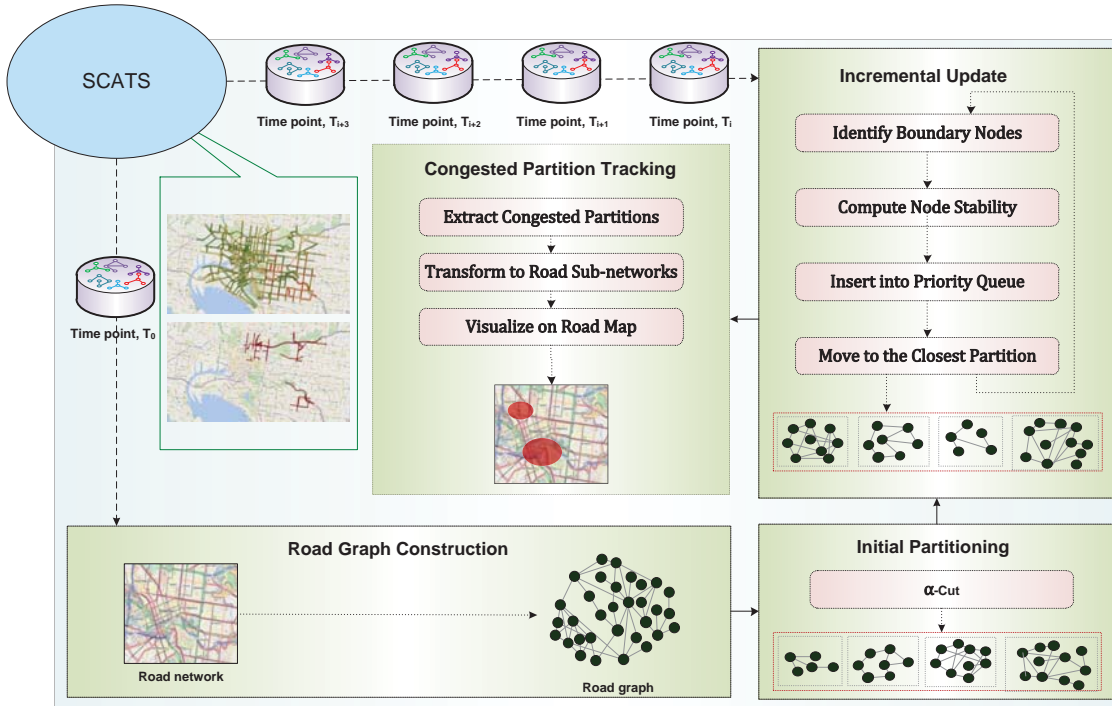 SCATS
Time point, Ti+3
Time point, Ti+2
Time point, Ti+1
Time point, Ti
Time point, T0
Congested Partition Tracking
Extract Congested Partitions
Transform to Road Sub-networks
Visualize on Road Map
Incremental Update
Identify Boundary Nodes
Compute Node Stability
Insert into Priority Queue
Move to the Closest Partition
Road Graph Construction
Road network
Road graph
Initial Partitioning
α-Cut